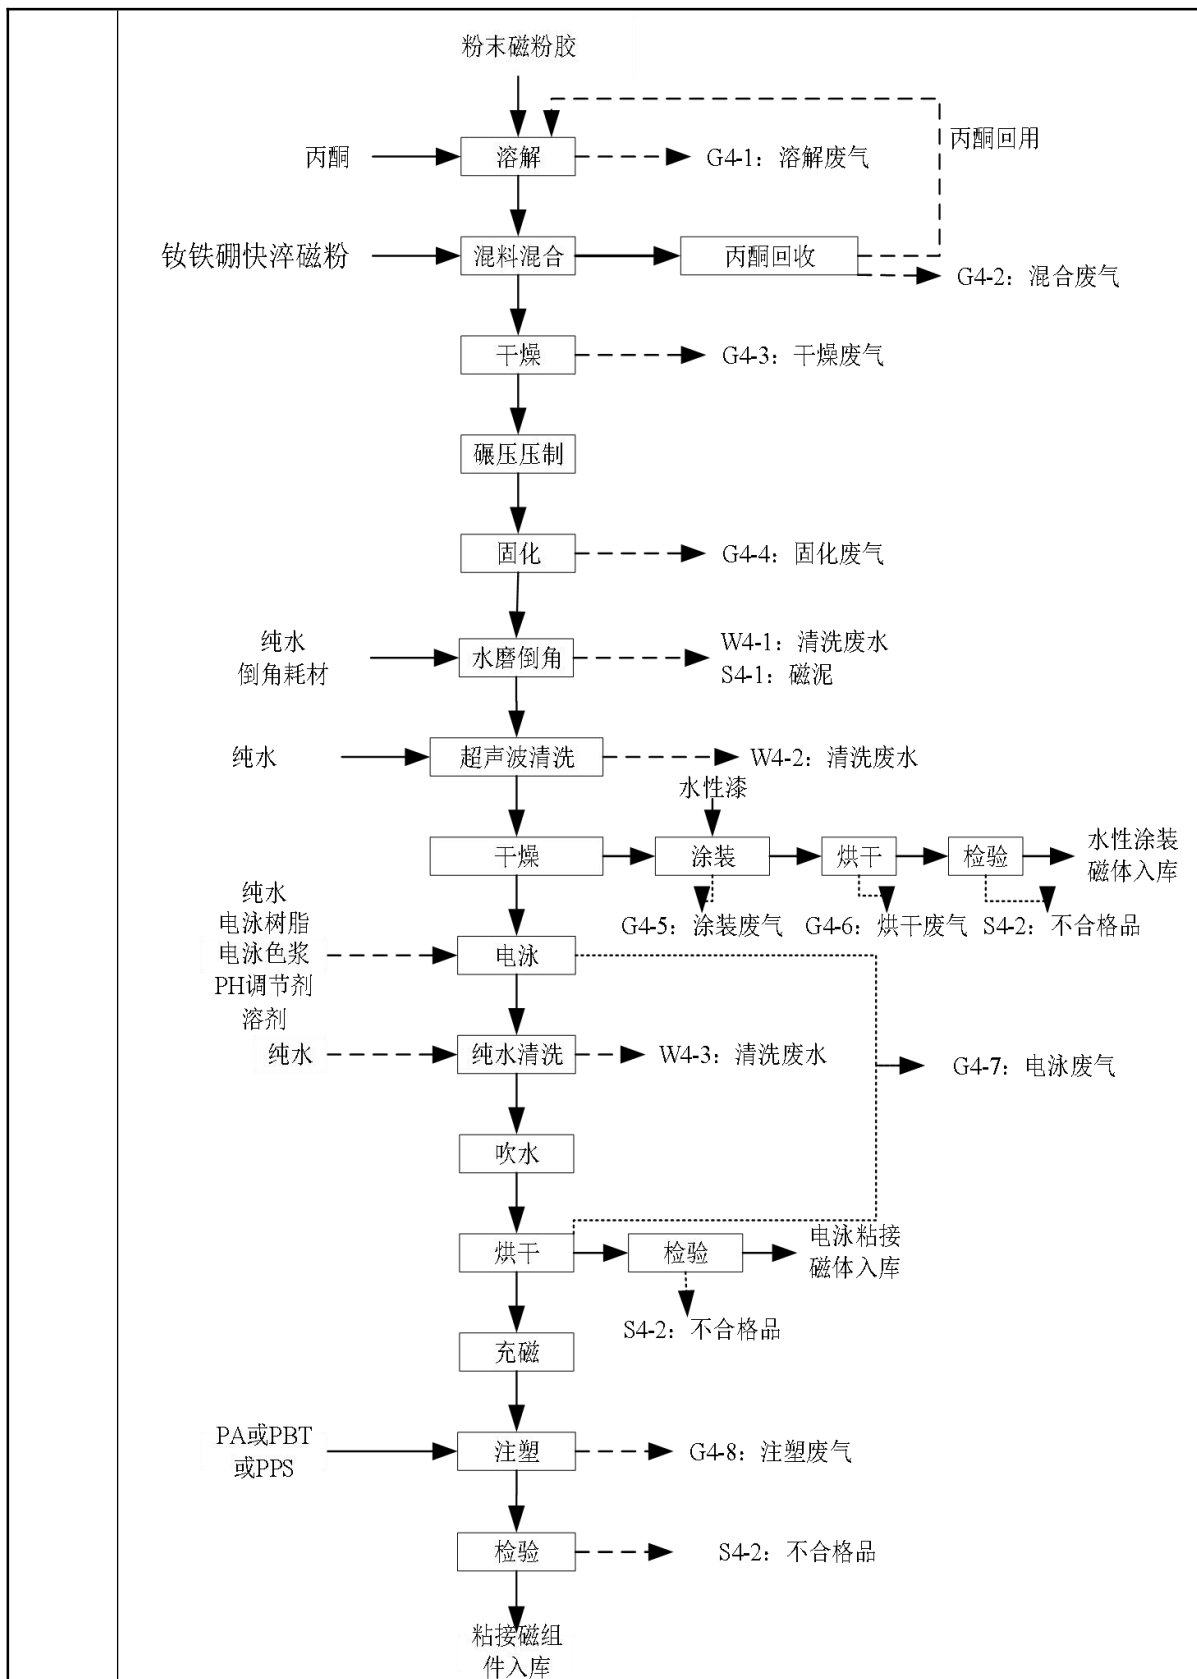 粉末磁粉胶
丙酮
溶解
G4-1：溶解废气
丙酮回用
钕铁硼快淬磁粉
混料混合
丙酮回收
G4-2：混合废气
干燥
G4-3：干燥废气
碾压压制
固化
G4-4：固化废气
纯水
倒角耗材
水磨倒角
W4-1：清洗废水
S4-1：磁泥
纯水
超声波清洗
W4-2：清洗废水
水性漆
干燥
涂装
烘干
检验
水性涂装
磁体入库
G4-5：涂装废气
G4-6：烘干废气
S4-2：不合格品
纯水
电泳树脂
电泳色浆
PH调节剂
溶剂
电泳
纯水
纯水清洗
W4-3：清洗废水
G4-7：电泳废气
吹水
烘干
检验
电泳粘接
磁体入库
S4-2：不合格品
充磁
PA或PBT
或PPS
注塑
G4-8：注塑废气
检验
S4-2：不合格品
粘接磁组
件入库